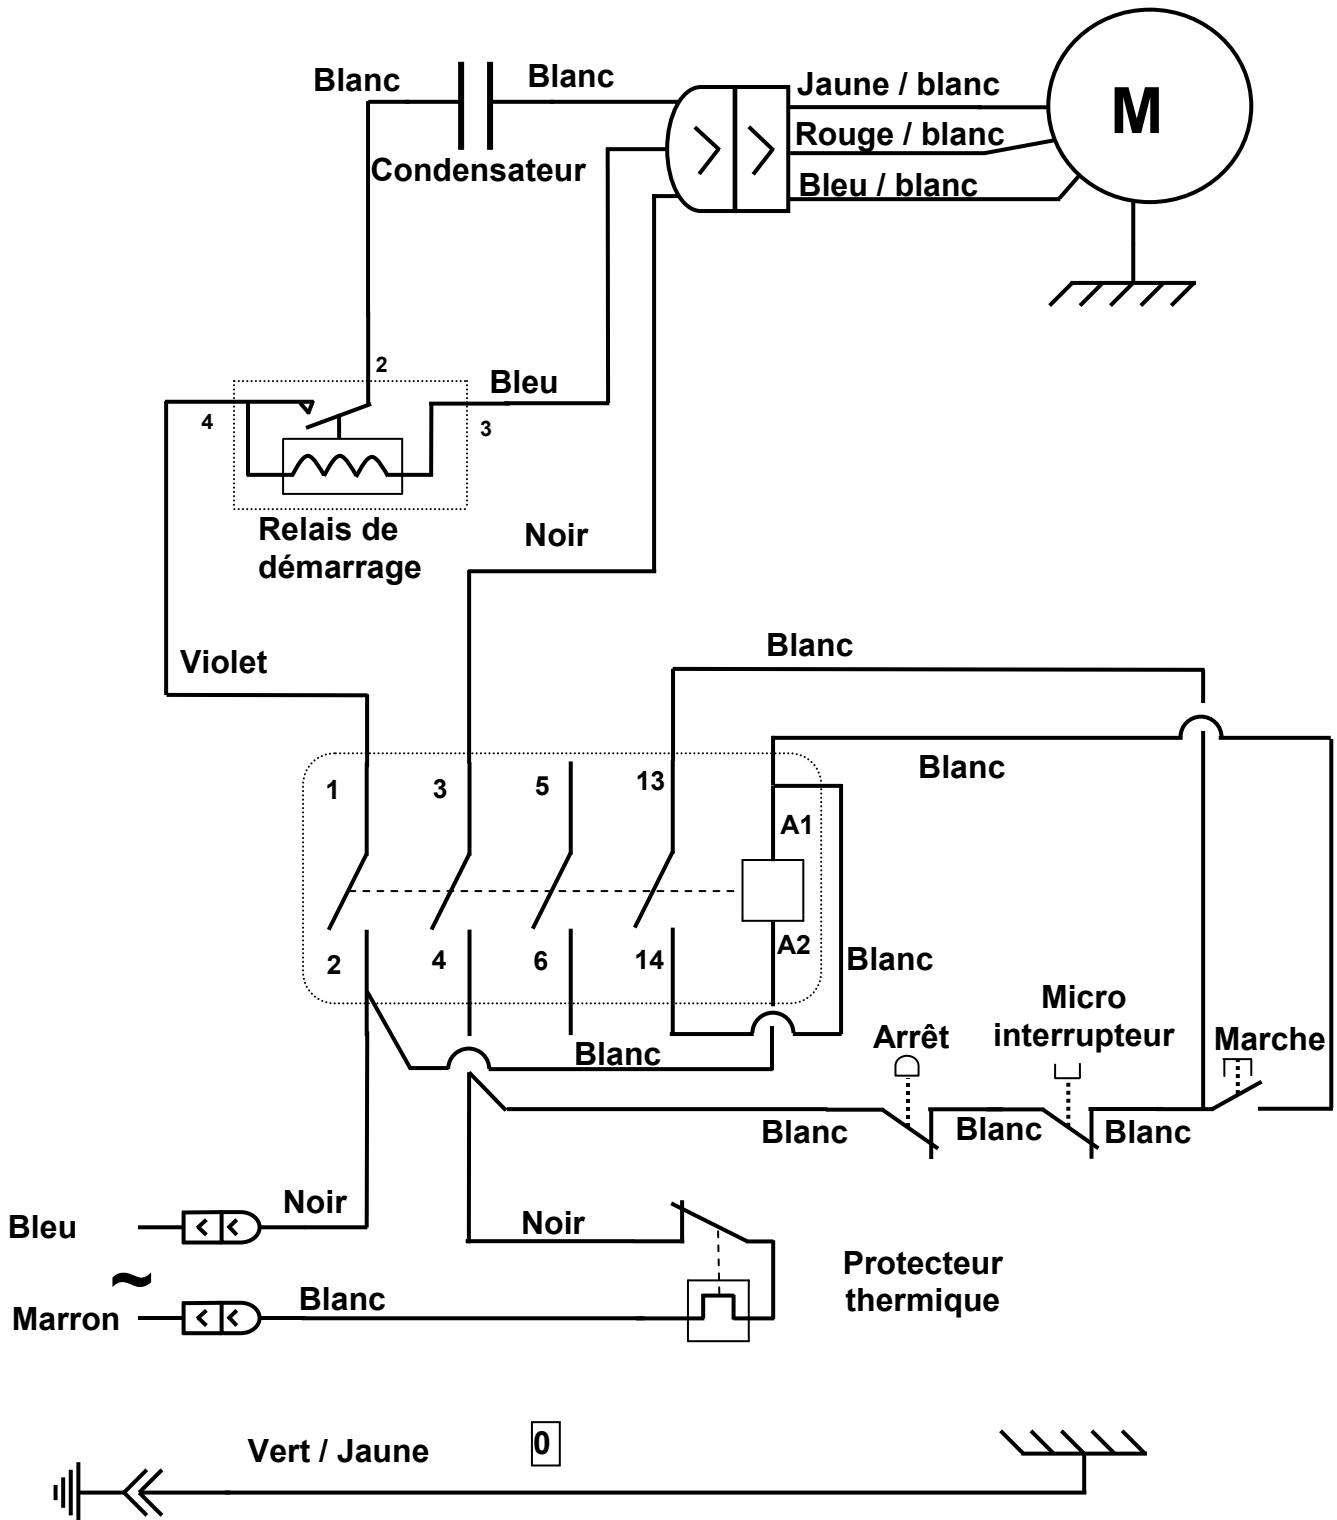 Blanc
Blanc
Jaune / blanc
M
Rouge / blanc
Condensateur
Bleu / blanc
2
Bleu
4
3
Relais de
démarrage
Noir
Violet
Blanc
Blanc
1
3
5
13
A1
2
4
6
14
A2
Blanc
Micro
interrupteur
Arrêt
Marche
Blanc
Blanc
Blanc
Blanc
Bleu
Noir
Noir
~
Marron
Blanc
Protecteur
thermique
Vert / Jaune
0